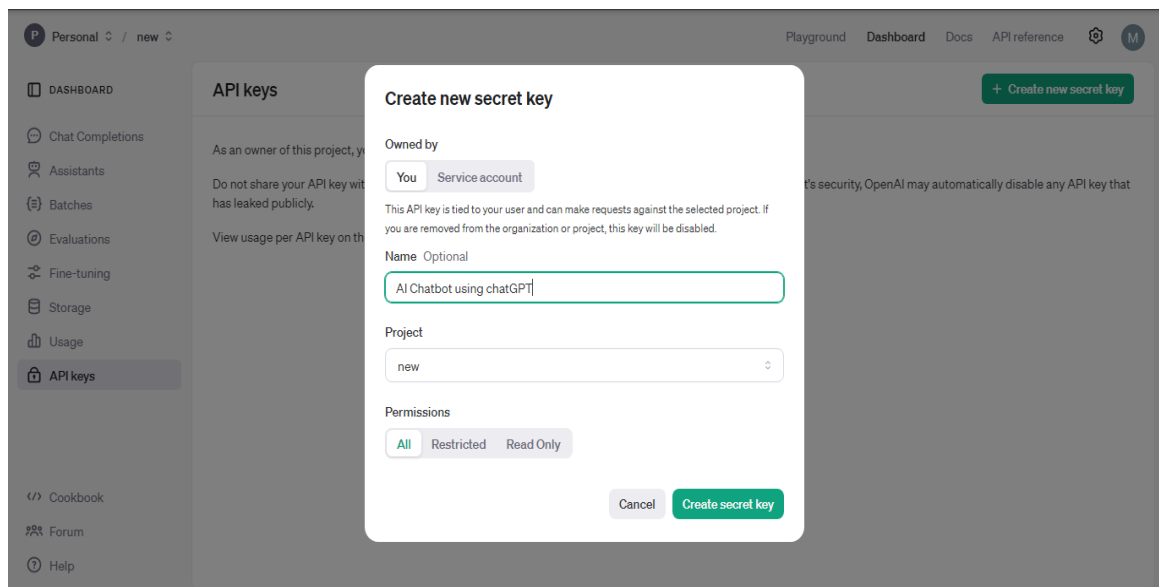 P Personal / new
Playground Dashboard Docs API reference M
DASHBOARD
Chat Completions
Assistants
Batches
Evaluations
Fine-tuning
Storage
Usage
API keys
Cookbook
Forum
Help
API keys
+ Create new secret key
As an owner of this project, yo
Do not share your API key wit
t's security, OpenAI may automatically disable any API key that
has leaked publicly.
View usage per API key on th
Create new secret key
Owned by
You Service account
This API key is tied to your user and can make requests against the selected project. If
you are removed from the organization or project, this key will be disabled.
Name Optional
AI Chatbot using chatGPT
Project
new
Permissions
All Restricted Read Only
Cancel Create secret key